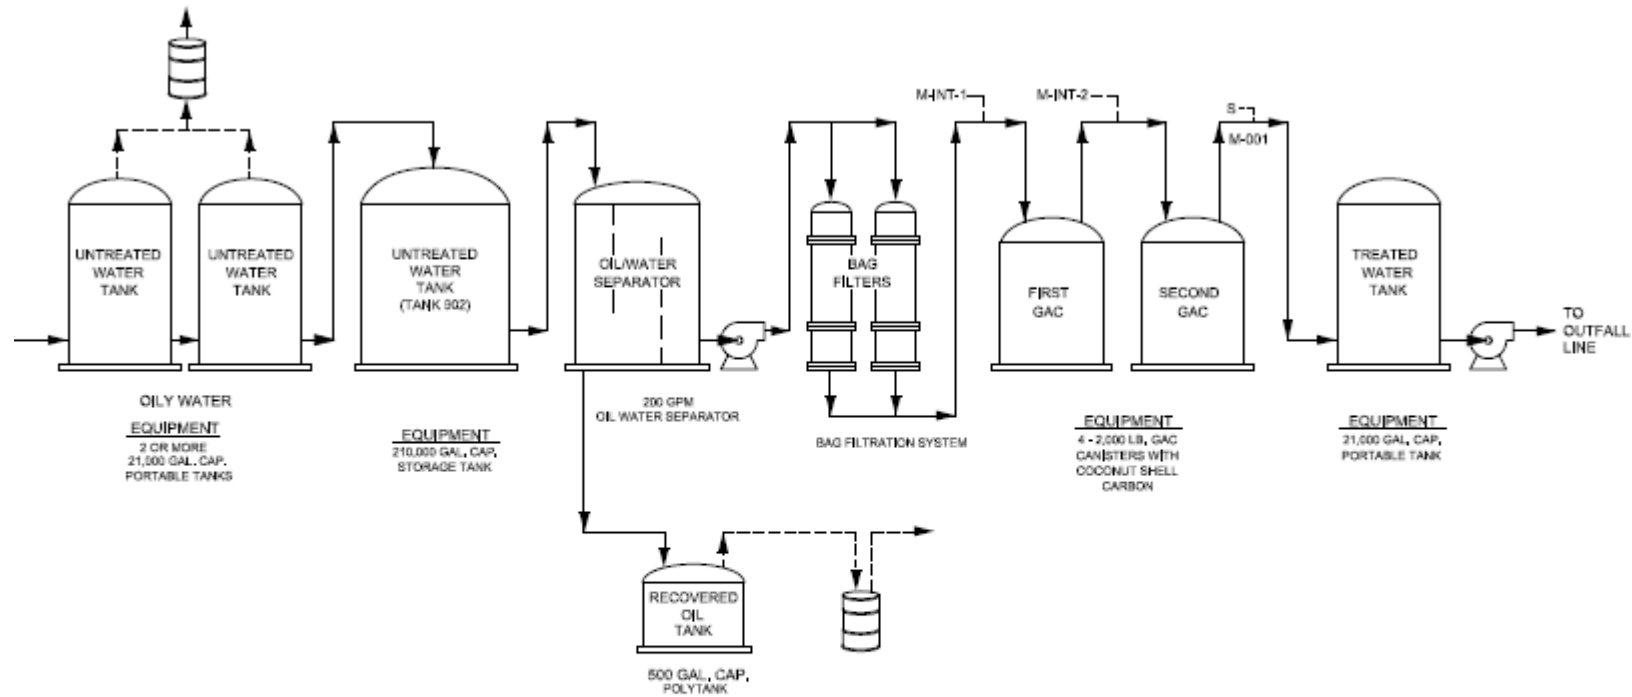 M-INT-1
M-INT-2
S
M-001
UNTREATED
WATER
TANK
UNTREATED
WATER
TANK
UNTREATED
WATER
TANK
(TANK 902)
OIL/WATER
SEPARATOR
BAG
FILTERS
FIRST
GAC
SECOND
GAC
TREATED
WATER
TANK
TO
OUTFALL
LINE
OILY WATER
EQUIPMENT
2 OR MORE
21,000 GAL. CAP.
PORTABLE TANKS
EQUIPMENT
210,000 GAL. CAP.
STORAGE TANK
200 GPM
OIL WATER SEPARATOR
BAG FILTRATION SYSTEM
EQUIPMENT
4 - 2,000 LB. GAC
CANISTERS WITH
COCONUT SHELL
CARBON
EQUIPMENT
21,000 GAL. CAP.
PORTABLE TANK
RECOVERED
OIL
TANK
500 GAL. CAP.
POLYTANK